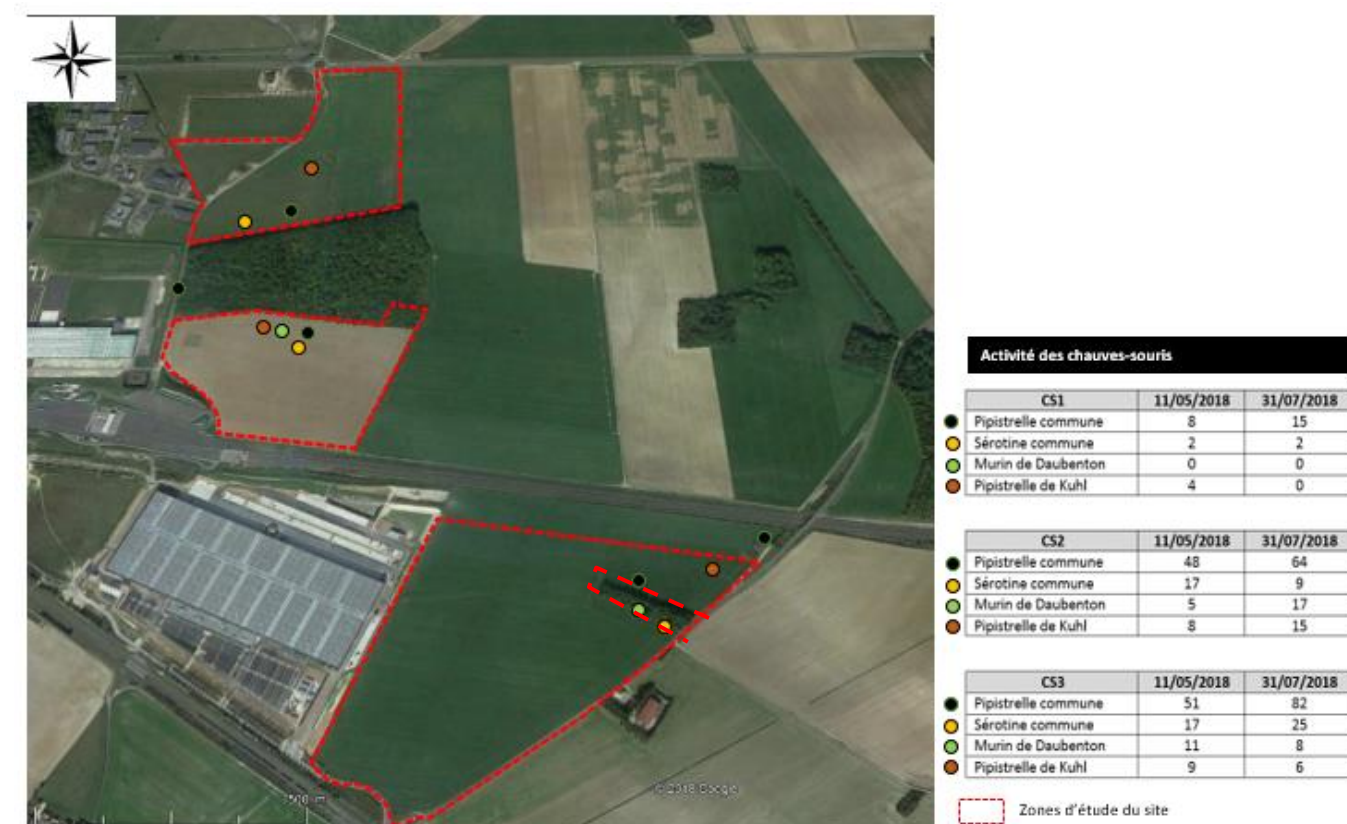 Activité des chauves-souris
CS1 11/05/2018 31/07/2018
Pipistrelle commune 8 15
Sérotine commune 2 2
Murin de Daubenton 0 0
Pipistrelle de Kuhl 4 0
CS2 11/05/2018 31/07/2018
Pipistrelle commune 48 64
Sérotine commune 17 9
Murin de Daubenton 5 17
Pipistrelle de Kuhl 8 15
CS3 11/05/2018 31/07/2018
Pipistrelle commune 51 82
Sérotine commune 17 25
Murin de Daubenton 11 8
Pipistrelle de Kuhl 9 6
500 m
© 2018 Google
Zones d'étude du site